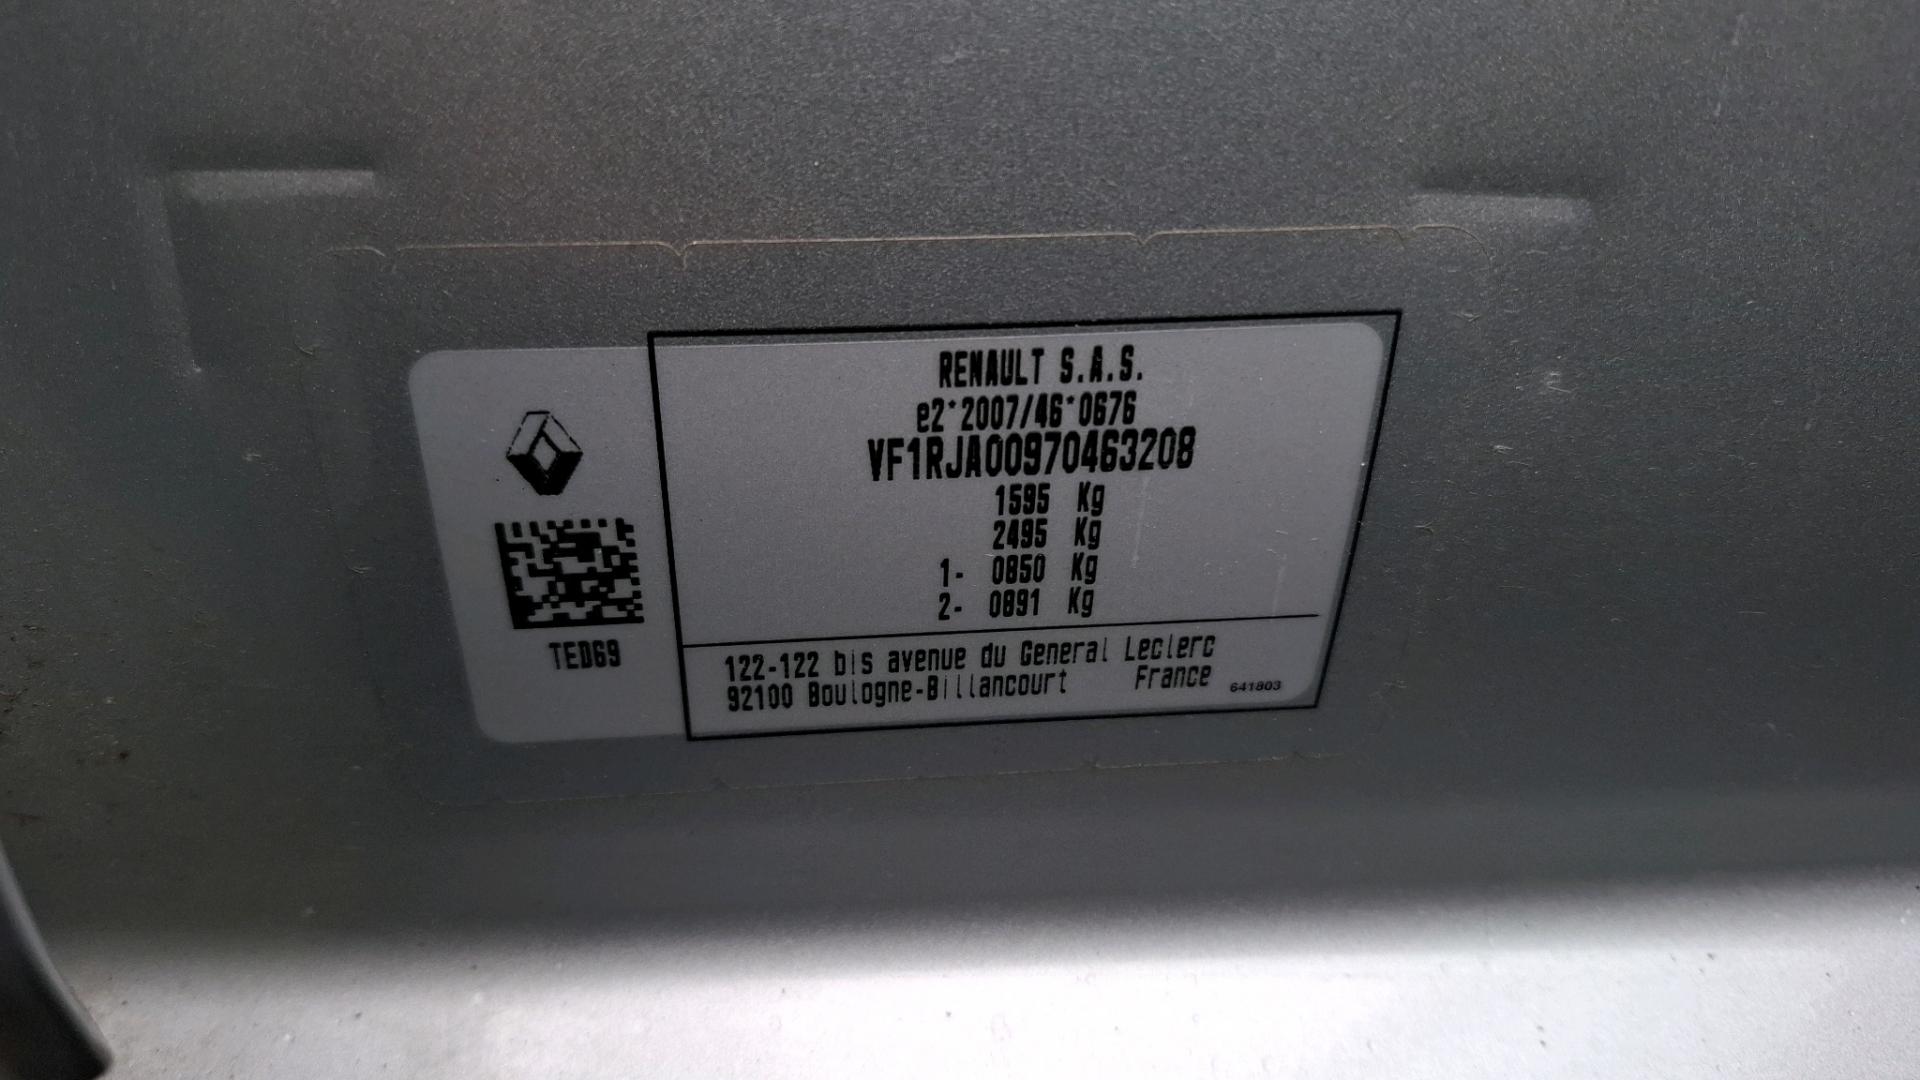 RENAULT S.A.S.
e2*2007/46*0676
VF1RJA00970463208
1595 Kg
2495 Kg
1- 0850 Kg
2- 0891 Kg
TED69
122-122 bis avenue du General Leclerc
92100 Boulogne-Billancourt France
641803